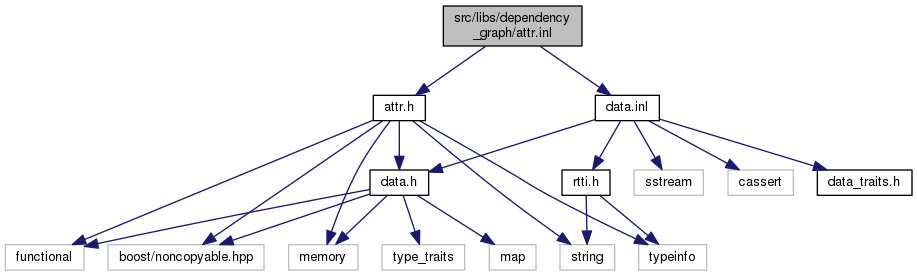 src/libs/dependency
_graph/attr.inl
attr.h
data.inl
data.h
rtti.h
sstream
cassert
data_traits.h
functional
boost/noncopyable.hpp
memory
type_traits
map
string
typeinfo